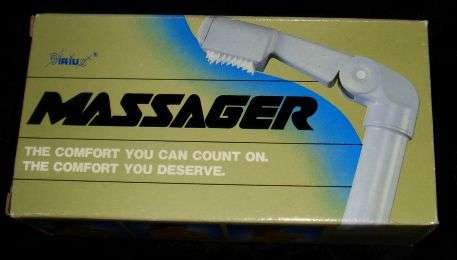 MASSAGER
THE COMFORT YOU CAN COUNT ON.
THE COMFORT YOU DESERVE.